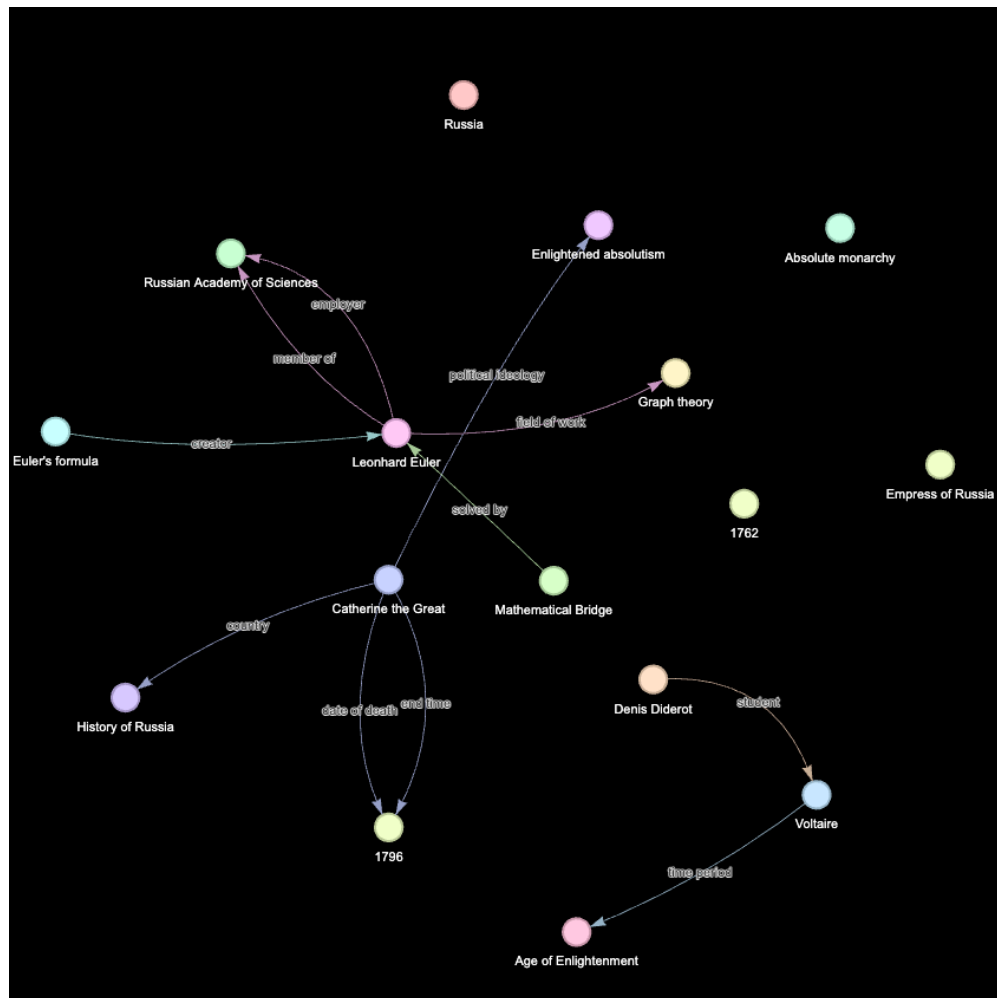 Russia
Enlightened absolutism
Absolute monarchy
Russian Academy of Sciences
employer
member of
political ideology
Graph theory
field of work
Euler's formula
creator
Leonhard Euler
Empress of Russia
solved by
1762
Catherine the Great
Mathematical Bridge
country
History of Russia
date of death
end time
Denis Diderot
student
Voltaire
1796
time period
Age of Enlightenment